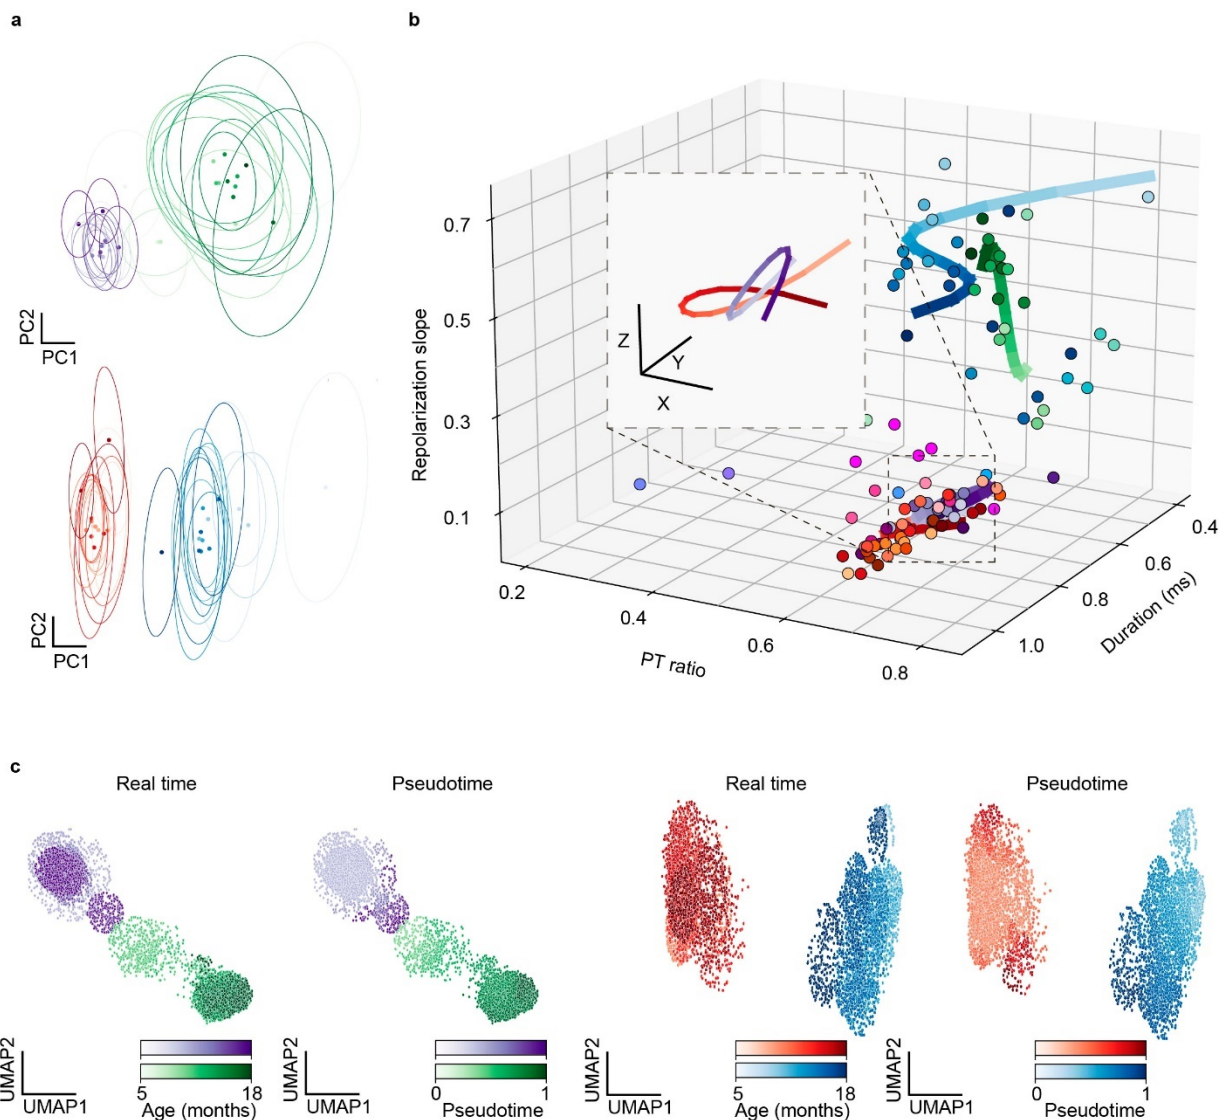 a
b
PC2
PC1
PC2
PC1
Repolarization slope
0.7
0.5
0.3
0.1
Z
Y
X
0.2
0.4
0.6
0.8
PT ratio
0.4
0.6
0.8
1.0
Duration (ms)
c
Real time
Pseudotime
Real time
Pseudotime
UMAP2
UMAP1
5
18
Age (months)
UMAP2
UMAP1
0
1
Pseudotime
UMAP2
UMAP1
5
18
Age (months)
UMAP2
UMAP1
0
1
Pseudotime